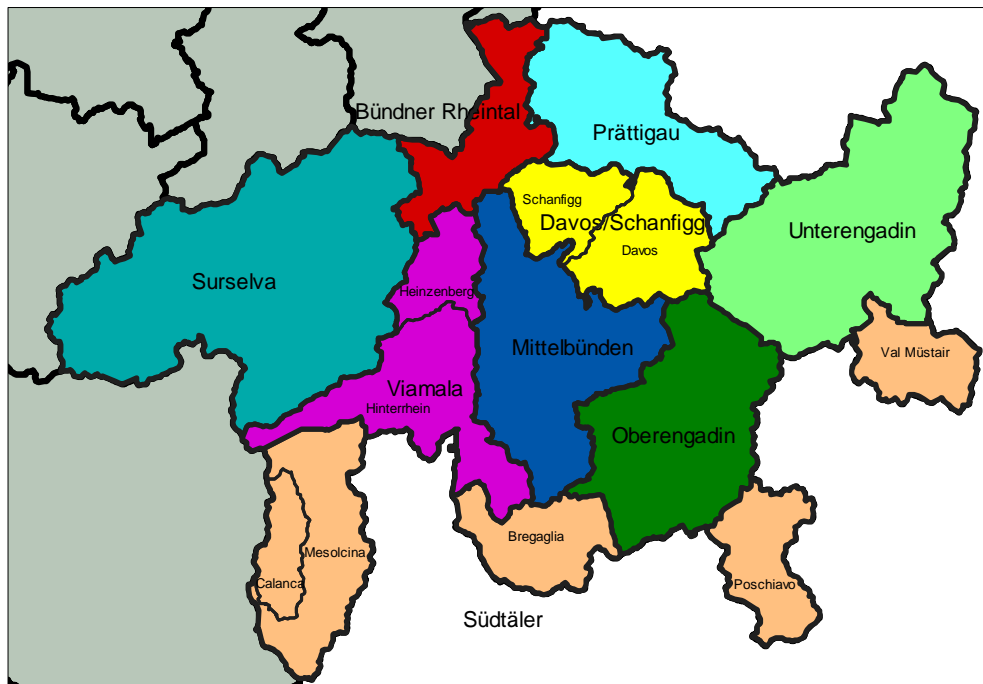 Bündner Rheintal
Prättigau
Schanfigg
Davos/Schanfigg
Davos
Unterengadin
Surselva
Heinzenberg
Mittelbünden
Val Müstair
Viamala
Hinterrhein
Oberengadin
Bregaglia
Mesolcina
Calanca
Poschiavo
Südtäler